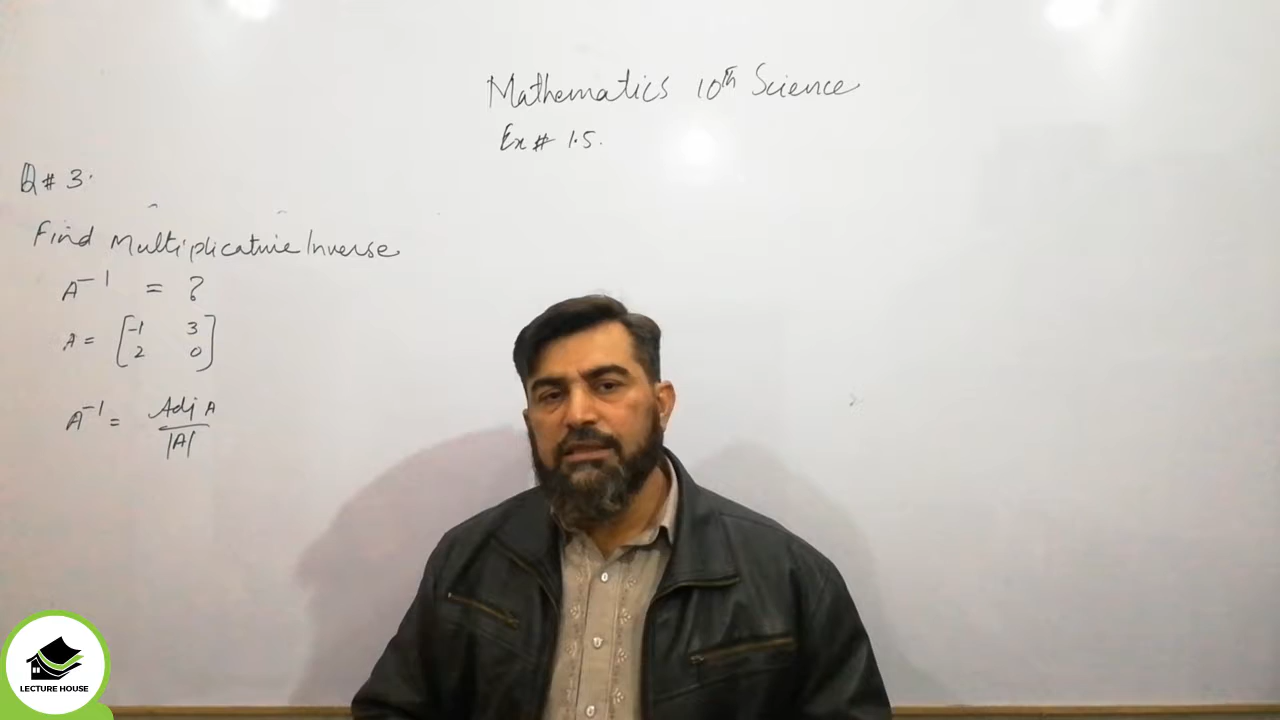 Mathematics 10th Science
Ex # 1.5.
Q # 3.
Find Multiplicative Inverse
A⁻¹ = ?
A = [-1 3
2 0]
A⁻¹ = Adj A
|A|
LECTURE HOUSE